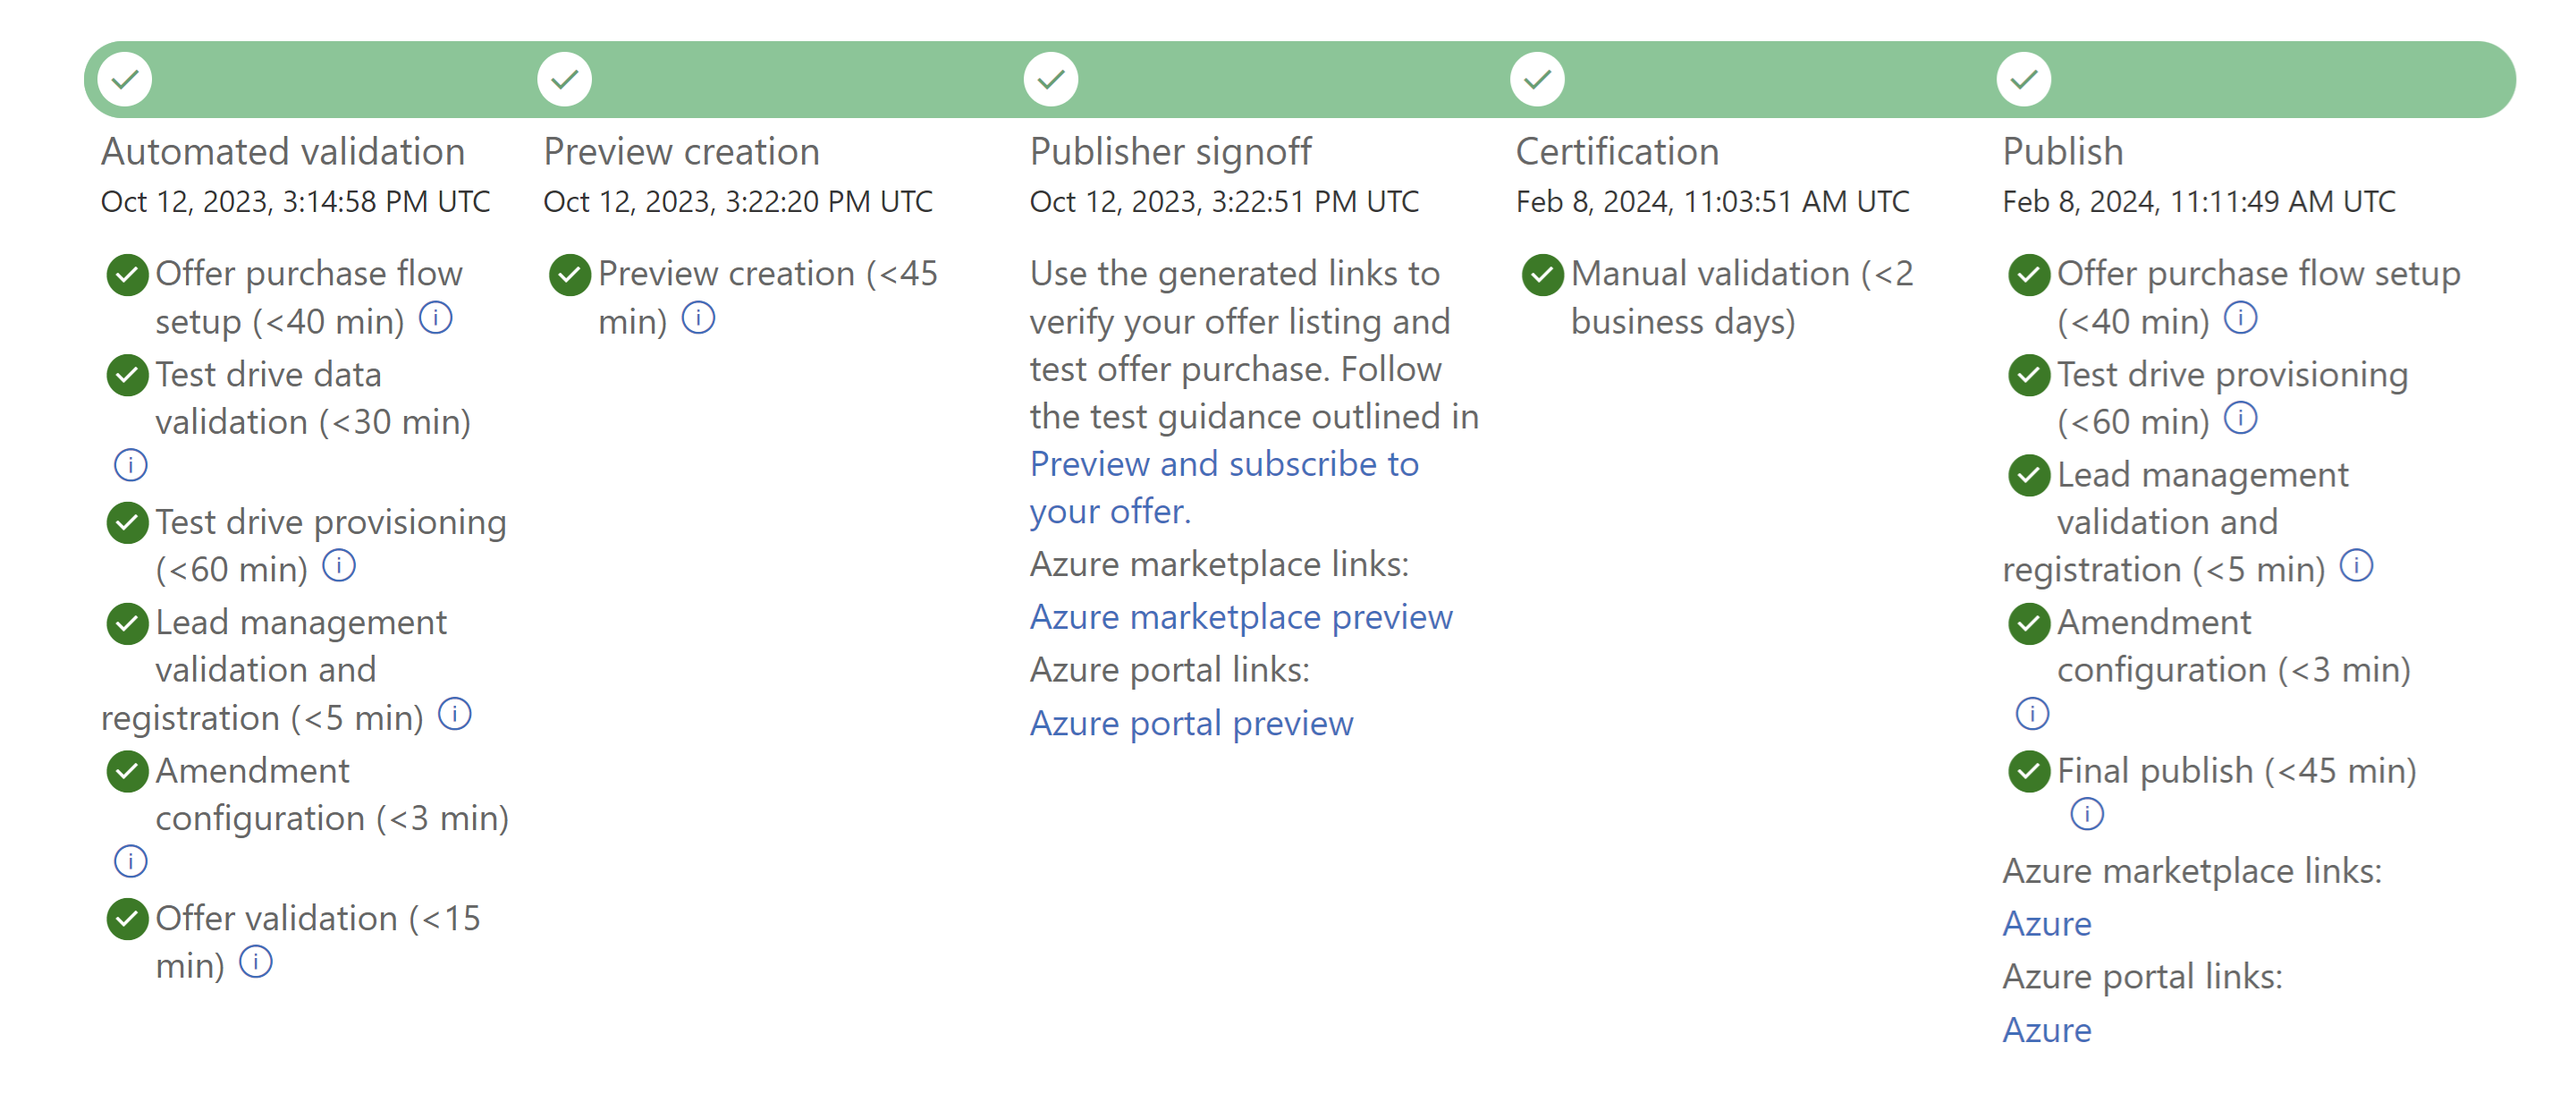 Automated validation
Oct 12, 2023, 3:14:58 PM UTC
Offer purchase flow
setup (<40 min)
Test drive data
validation (<30 min)
Test drive provisioning
(<60 min)
Lead management
validation and
registration (<5 min)
Amendment
configuration (<3 min)
Offer validation (<15
min)
Preview creation
Oct 12, 2023, 3:22:20 PM UTC
Preview creation (<45
min)
Publisher signoff
Oct 12, 2023, 3:22:51 PM UTC
Use the generated links to
verify your offer listing and
test offer purchase. Follow
the test guidance outlined in
Preview and subscribe to
your offer.
Azure marketplace links:
Azure marketplace preview
Azure portal links:
Azure portal preview
Certification
Feb 8, 2024, 11:03:51 AM UTC
Manual validation (<2
business days)
Publish
Feb 8, 2024, 11:11:49 AM UTC
Offer purchase flow setup
(<40 min)
Test drive provisioning
(<60 min)
Lead management
validation and
registration (<5 min)
Amendment
configuration (<3 min)
Final publish (<45 min)
Azure marketplace links:
Azure
Azure portal links:
Azure